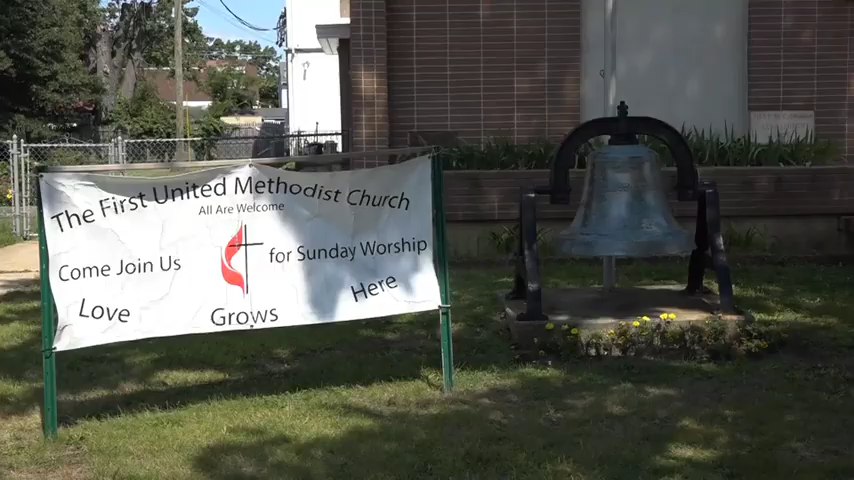 The First United Methodist Church
All Are Welcome
Come Join Us for Sunday Worship
Love Grows Here